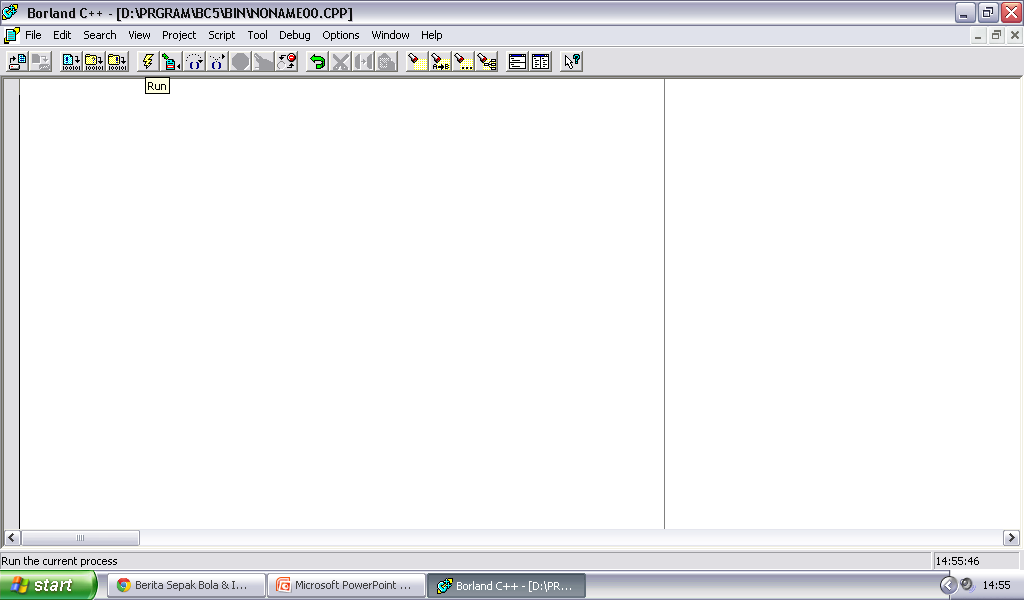 Borland C++ - [D:\PRGRAM\BC5\BIN\NONAME00.CPP]
File Edit Search View Project Script Tool Debug Options Window Help
Run
Run the current process 14:55:46
start Berita Sepak Bola & I... Microsoft PowerPoint ... Borland C++ - [D:\PR... 14:55